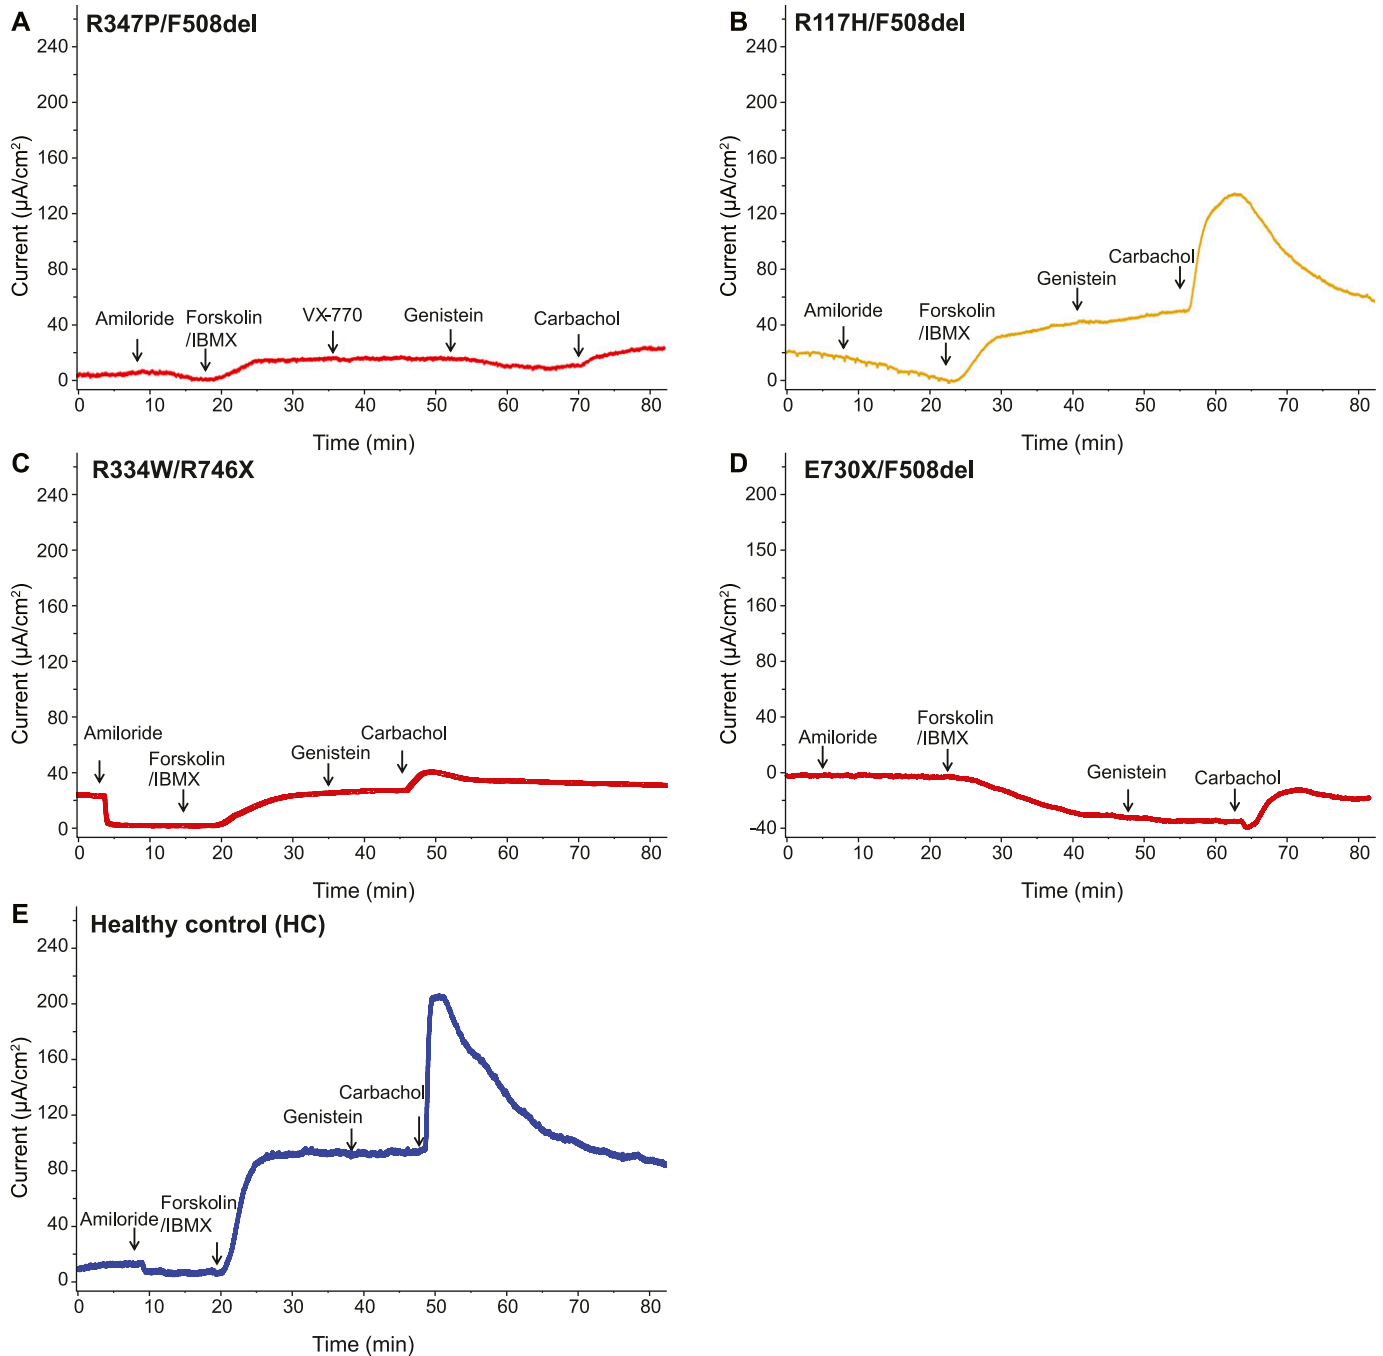 A
R347P/F508del
240
200
160
120
80
40
0
Current (µA/cm²)
Amiloride
Forskolin
/IBMX
VX-770
Genistein
Carbachol
0 10 20 30 40 50 60 70 80
Time (min)
B
R117H/F508del
240
200
160
120
80
40
0
Current (µA/cm²)
Amiloride
Forskolin
/IBMX
Genistein
Carbachol
0 10 20 30 40 50 60 70 80
Time (min)
C
R334W/R746X
240
200
160
120
80
40
0
Current (µA/cm²)
Amiloride
Forskolin
/IBMX
Genistein
Carbachol
0 10 20 30 40 50 60 70 80
Time (min)
D
E730X/F508del
200
150
160
80
40
0
–40
Current (µA/cm²)
Amiloride
Forskolin
/IBMX
Genistein
Carbachol
0 10 20 30 40 50 60 70 80
Time (min)
E
Healthy control (HC)
240
200
160
120
80
40
0
Current (µA/cm²)
Amiloride
Forskolin
/IBMX
Genistein
Carbachol
0 10 20 30 40 50 60 70 80
Time (min)